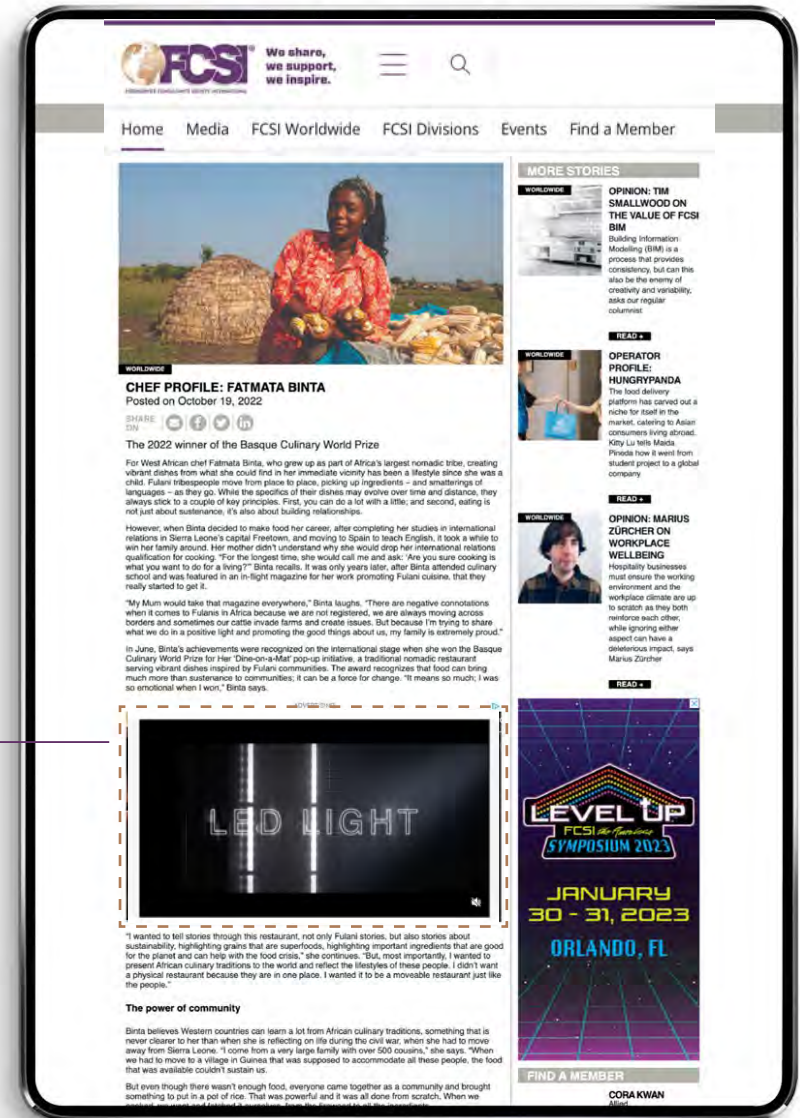 FCSI®
FOODSERVICE CONSULTANTS SOCIETY INTERNATIONAL
We share,
we support,
we inspire.
Home Media FCSI Worldwide FCSI Divisions Events Find a Member
WORLDWIDE
CHEF PROFILE: FATMATA BINTA
Posted on October 19, 2022
SHARE
ON
The 2022 winner of the Basque Culinary World Prize
For West African chef Fatmata Binta, who grew up as part of Africa's largest nomadic tribe, creating
vibrant dishes from what she could find in her immediate vicinity has been a lifestyle since she was a
child. Fulani tribespeople move from place to place, picking up ingredients – and smatterings of
languages – as they go. While the specifics of their dishes may evolve over time and distance, they
always stick to a couple of key principles. First, you can do a lot with a little; and second, eating is
not just about sustenance, it's also about building relationships.
However, when Binta decided to make food her career, after completing her studies in international
relations in Sierra Leone's capital Freetown, and moving to Spain to teach English, it took a while to
win her family around. Her mother didn't understand why she would drop her international relations
qualification for cooking. "For the longest time, she would call me and ask: 'Are you sure cooking is
what you want to do for a living?'" Binta recalls. It was only years later, after Binta attended culinary
school and was featured in an in-flight magazine for her work promoting Fulani cuisine, that they
really started to get it.
"My Mum would take that magazine everywhere," Binta laughs. "There are negative connotations
when it comes to Fulanis in Africa because we are not registered, we are always moving across
borders and sometimes our cattle invade farms and create issues. But because I'm trying to share
what we do in a positive light and promoting the good things about us, my family is extremely proud."
In June, Binta's achievements were recognized on the international stage when she won the Basque
Culinary World Prize for Her 'Dine-on-a-Mat' pop-up initiative, a traditional nomadic restaurant
serving vibrant dishes inspired by Fulani communities. The award recognizes that food can bring
much more than sustenance to communities; it can be a force for change. "It means so much; I was
so emotional when I won," Binta says.
LED LIGHT
"I wanted to tell stories through this restaurant, not only Fulani stories, but also stories about
sustainability, highlighting grains that are superfoods, highlighting important ingredients that are good
for the planet and can help with the food crisis," she continues. "But, most importantly, I wanted to
present African culinary traditions to the world and reflect the lifestyles of these people. I didn't want
a physical restaurant because they are in one place. I wanted it to be a moveable restaurant just like
the people."
The power of community
Binta believes Western countries can learn a lot from African culinary traditions, something that is
never clearer to her than when she is reflecting on life during the civil war, when she had to move
away from Sierra Leone. "I come from a very large family with over 500 cousins," she says. "When
we had to move to a village in Guinea that was supposed to accommodate all these people, the food
that was available couldn't sustain us.
But even though there wasn't enough food, everyone came together as a community and brought
something to put in a pot of rice. That was powerful and it was all done from scratch. When we
MORE STORIES
WORLDWIDE
OPINION: TIM
SMALLWOOD ON
THE VALUE OF FCSI
BIM
Building Information
Modelling (BIM) is a
process that provides
consistency, but can this
also be the enemy of
creativity and variability,
asks our regular
columnist
READ +
WORLDWIDE
OPERATOR
PROFILE:
HUNGRYPANDA
The food delivery
platform has carved out a
niche for itself in the
market, catering to Asian
consumers living abroad.
Kitty Lu tells Maida
Pineda how it went from
student project to a global
company
READ +
WORLDWIDE
OPINION: MARIUS
ZÜRCHER ON
WORKPLACE
WELLBEING
Hospitality businesses
must ensure the working
environment and the
workplace climate are up
to scratch as they both
reinforce each other,
while ignoring either
aspect can have a
deleterious impact, says
Marius Zürcher
READ +
LEVEL UP
FCSI the Americas
SYMPOSIUM 2023
JANUARY
30 - 31, 2023
ORLANDO, FL
FIND A MEMBER
CORA KWAN
Allied